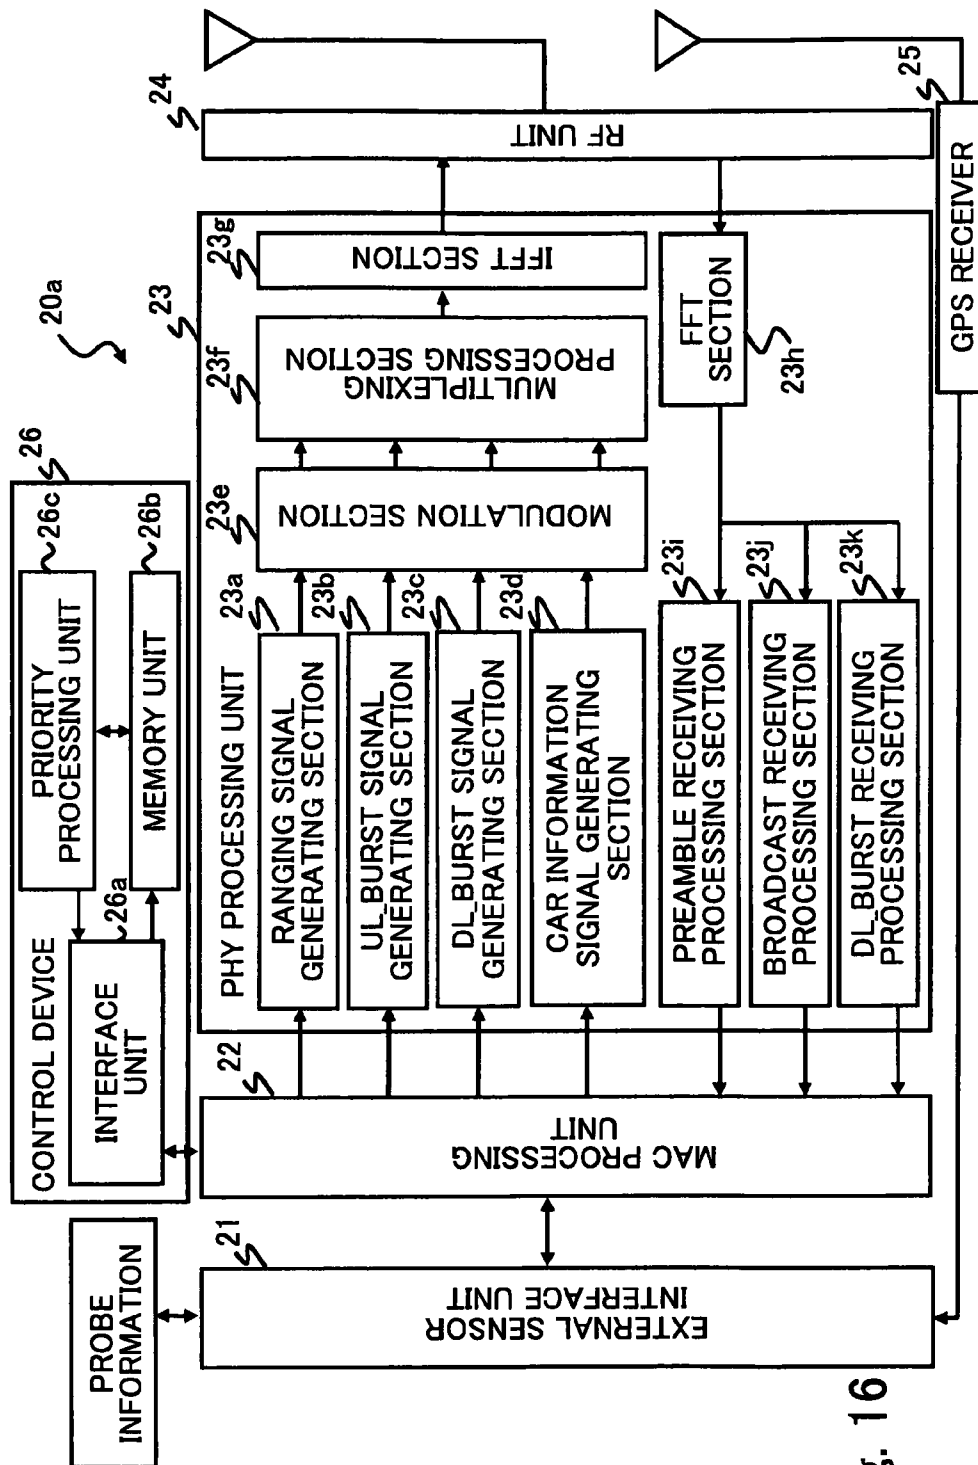 20a
PROBE
INFORMATION
CONTROL DEVICE
26
INTERFACE
UNIT
26a
PRIORITY
PROCESSING UNIT
26c
MEMORY UNIT
26b
EXTERNAL SENSOR
INTERFACE UNIT
21
MAC PROCESSING
UNIT
22
PHY PROCESSING UNIT
23
RANGING SIGNAL
GENERATING SECTION
23a
UL_BURST SIGNAL
GENERATING SECTION
23b
DL_BURST SIGNAL
GENERATING SECTION
23c
CAR INFORMATION
SIGNAL GENERATING
SECTION
23d
MODULATION SECTION
23e
MULTIPLEXING
PROCESSING SECTION
23f
IFFT SECTION
23g
FFT
SECTION
23h
PREAMBLE RECEIVING
PROCESSING SECTION
23i
BROADCAST RECEIVING
PROCESSING SECTION
23j
DL_BURST RECEIVING
PROCESSING SECTION
23k
RF UNIT
24
GPS RECEIVER
25
16